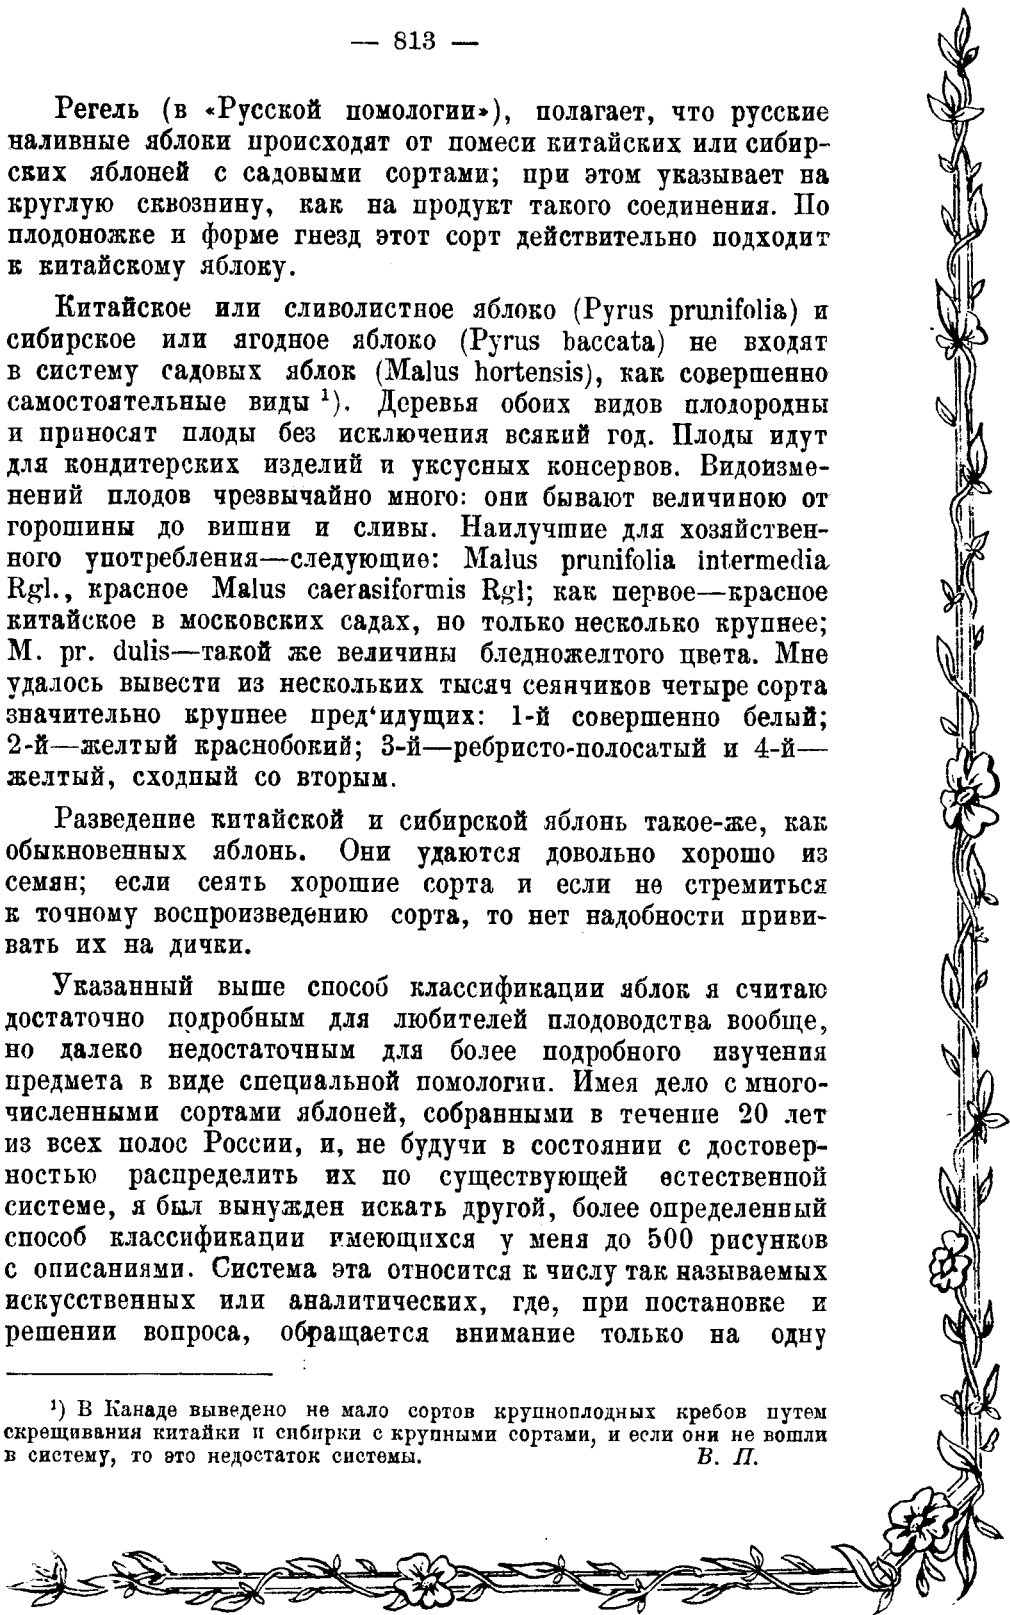 — 813 —
Регель (в «Русской помологии»), полагает, что русские
наливные яблоки происходят от помеси китайских или сибир-
ских яблоней с садовыми сортами; при этом указывает на
круглую сквознину, как на продукт такого соединения. По
плодоножке и форме гнезд этот сорт действительно подходит
к китайскому яблоку.
Китайское или сливолистное яблоко (Pyrus prunifolia) и
сибирское или ягодное яблоко (Pyrus baccata) не входят
в систему садовых яблок (Malus hortensis), как совершенно
самостоятельные виды ¹). Деревья обоих видов плодородны
и приносят плоды без исключения всякий год. Плоды идут
для кондитерских изделий и уксусных консервов. Видоизме-
нений плодов чрезвычайно много: они бывают величиною от
горошины до вишни и сливы. Наилучшие для хозяйствен-
ного употребления—следующие: Malus prunifolia intermedia
Rgl., красное Malus caerasiformis Rgl; как первое—красное
китайское в московских садах, но только несколько крупнее;
M. pr. dulis—такой же величины бледножелтого цвета. Мне
удалось вывести из нескольких тысяч сеянчиков четыре сорта
значительно крупнее пред‘идущих: 1-й совершенно белый;
2-й—желтый краснобокий; 3-й—ребристо-полосатый и 4-й—
желтый, сходный со вторым.
Разведение китайской и сибирской яблонь такое-же, как
обыкновенных яблонь. Они удаются довольно хорошо из
семян; если сеять хорошие сорта и если не стремиться
к точному воспроизведению сорта, то нет надобности приви-
вать их на дички.
Указанный выше способ классификации яблок я считаю
достаточно подробным для любителей плодоводства вообще,
но далеко недостаточным для более подробного изучения
предмета в виде специальной помологии. Имея дело с много-
численными сортами яблоней, собранными в течение 20 лет
из всех полос России, и, не будучи в состоянии с достовер-
ностью распределить их по существующей естественной
системе, я был вынужден искать другой, более определенный
способ классификации имеющихся у меня до 500 рисунков
с описаниями. Система эта относится к числу так называемых
искусственных или аналитических, где, при постановке и
решении вопроса, обращается внимание только на одну
¹) В Канаде выведено не мало сортов крупноплодных кребов путем
скрещивания китайки и сибирки с крупными сортами, и если они не вошли
в систему, то это недостаток системы. В. П.